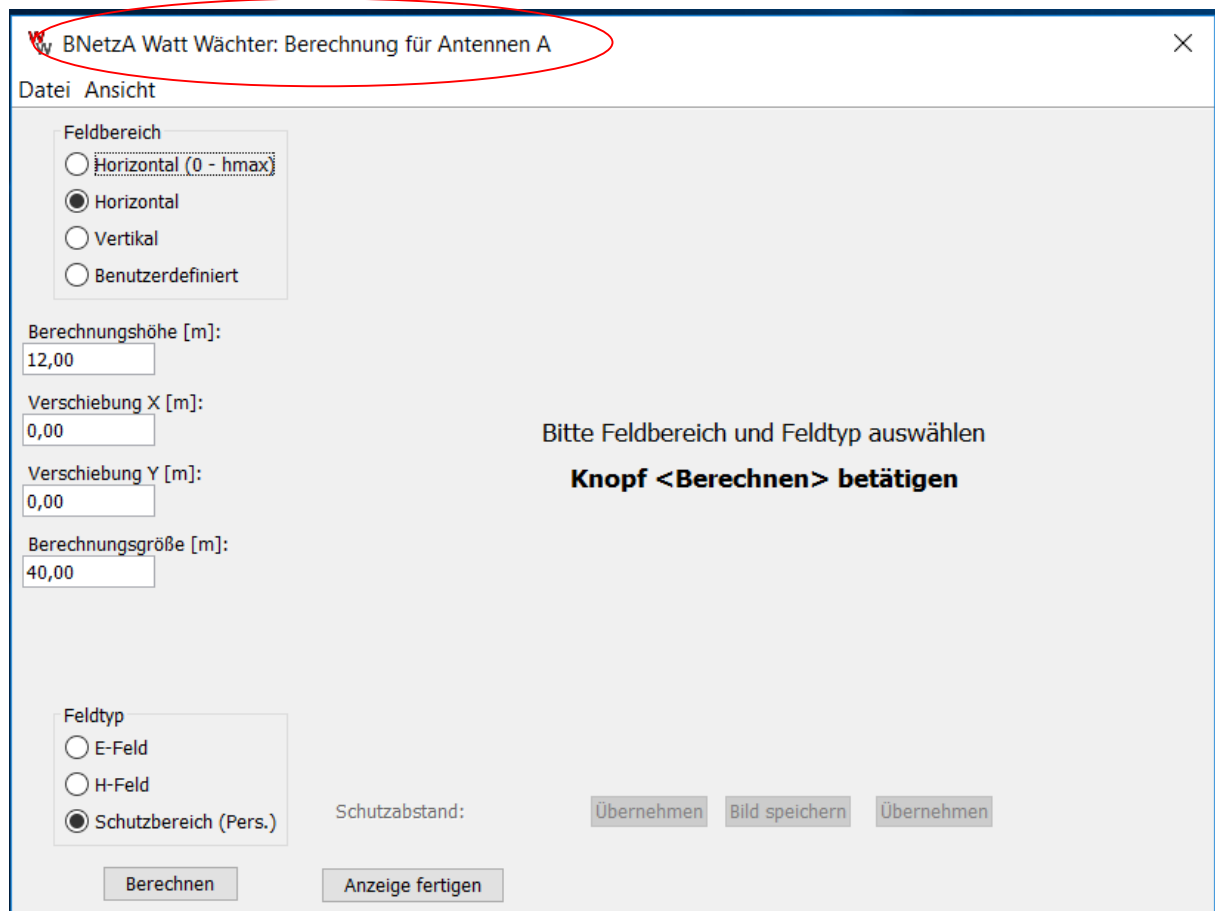 BNetzA Watt Wächter: Berechnung für Antennen A
Datei Ansicht
Feldbereich
Horizontal (0 - hmax)
Horizontal
Vertikal
Benutzerdefiniert
Berechnungshöhe [m]:
12,00
Verschiebung X [m]:
0,00
Verschiebung Y [m]:
0,00
Berechnungsgröße [m]:
40,00
Bitte Feldbereich und Feldtyp auswählen
Knopf <Berechnen> betätigen
Feldtyp
E-Feld
H-Feld
Schutzbereich (Pers.)
Schutzabstand: Übernehmen Bild speichern Übernehmen
Berechnen Anzeige fertigen